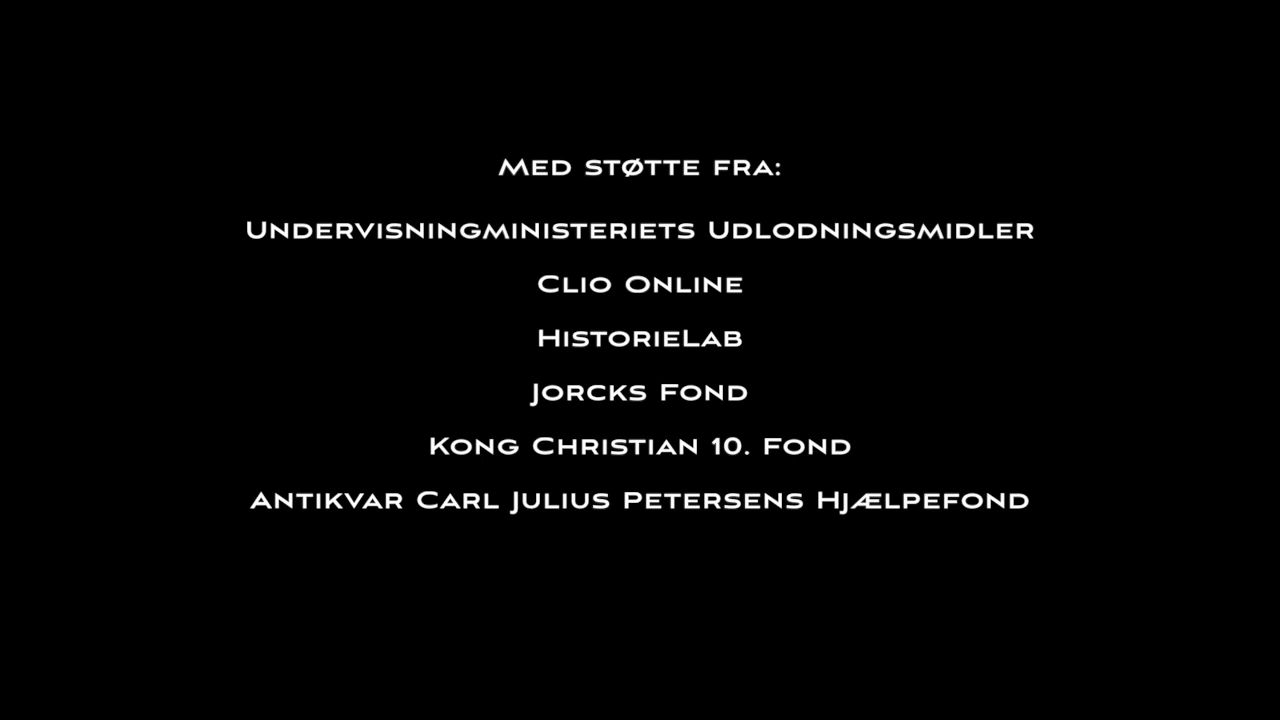 Med støtte fra:
Undervisningministeriets Udlodningsmidler
Clio Online
HistorieLab
Jorcks Fond
Kong Christian 10. Fond
Antikvar Carl Julius Petersens Hjælpefond